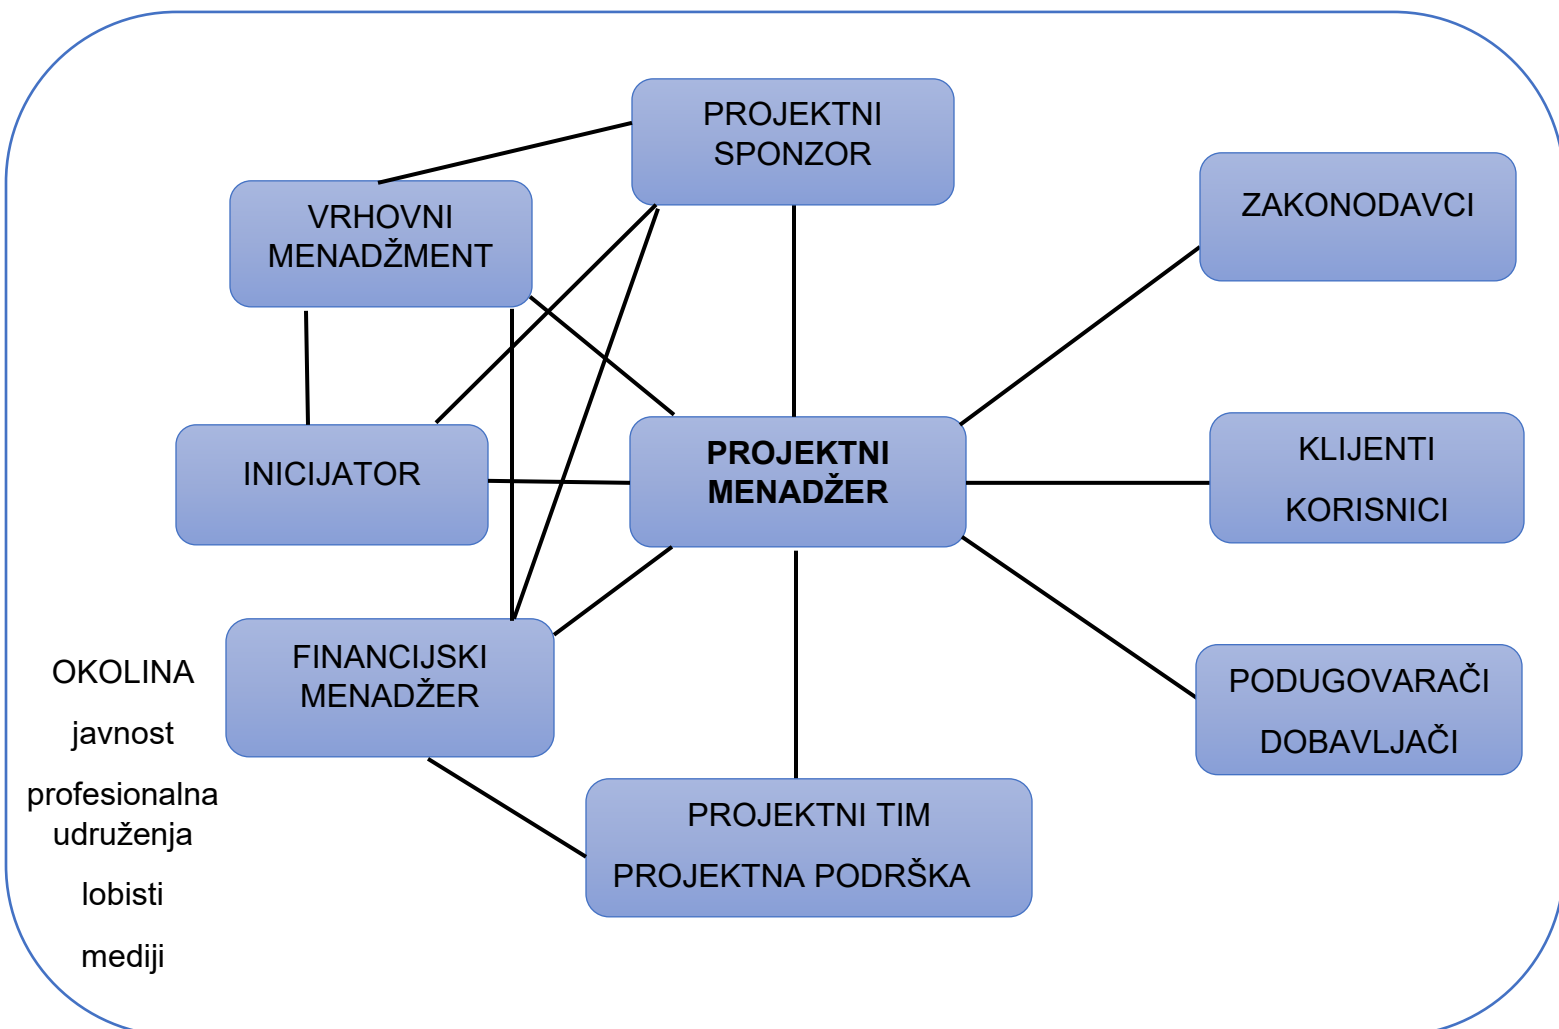 PROJEKTNI
SPONZOR
VRHOVNI
MENADŽMENT
ZAKONODAVCI
INICIJATOR
PROJEKTNI
MENADŽER
KLIJENTI
KORISNICI
FINANCIJSKI
MENADŽER
PODUGOVARAČI
DOBAVLJAČI
OKOLINA
javnost
profesionalna
udruženja
lobisti
mediji
PROJEKTNI TIM
PROJEKTNA PODRŠKA